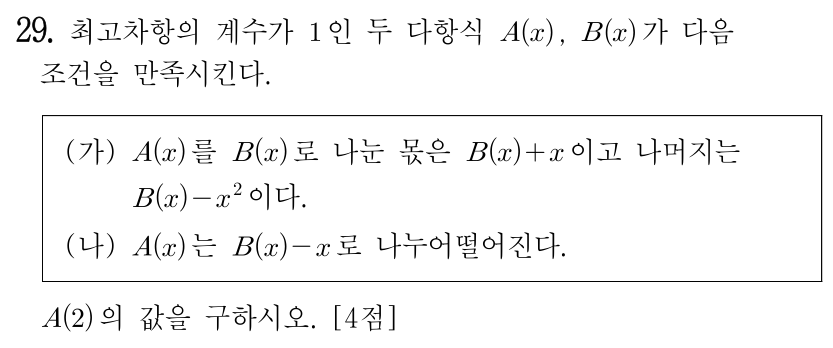 29. 최고차항의 계수가 1인 두 다항식 A(x), B(x)가 다음
조건을 만족시킨다.
(가) A(x)를 B(x)로 나눈 몫은 B(x)+x이고 나머지는
B(x)-x²이다.
(나) A(x)는 B(x)-x로 나누어떨어진다.
A(2)의 값을 구하시오. [4점]